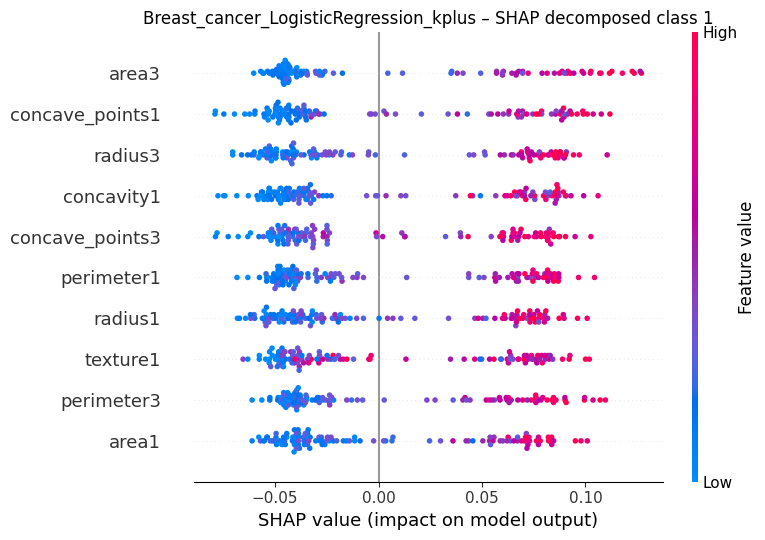 Breast_cancer_LogisticRegression_kplus – SHAP decomposed class 1
High
area3
concave_points1
radius3
concavity1
concave_points3
perimeter1
radius1
texture1
perimeter3
area1
Feature value
Low
−0.05 0.00 0.05 0.10
SHAP value (impact on model output)